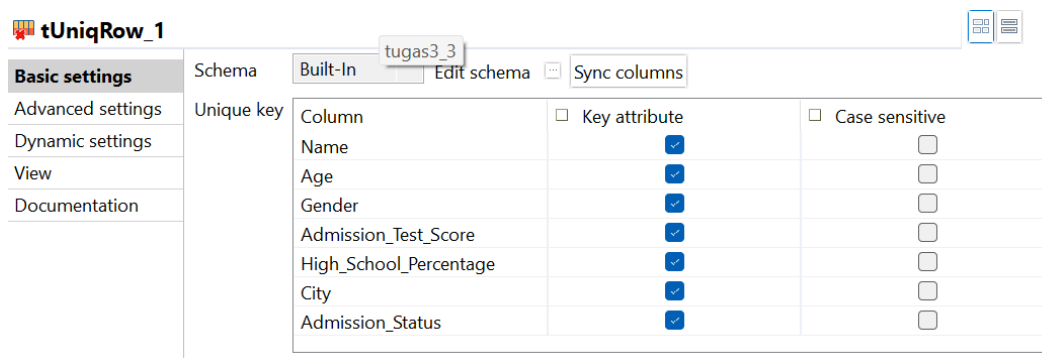 tUniqRow_1
tugas3_3
Basic settings
Advanced settings
Dynamic settings
View
Documentation
Schema Built-In Edit schema ... Sync columns
Unique key
Column Key attribute Case sensitive
Name
Age
Gender
Admission_Test_Score
High_School_Percentage
City
Admission_Status